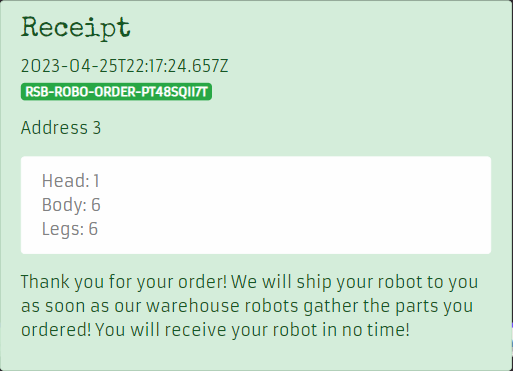 Receipt
2023-04-25T22:17:24.657Z
RSB-ROBO-ORDER-PT48SQII7T
Address 3
Head: 1
Body: 6
Legs: 6
Thank you for your order! We will ship your robot to you
as soon as our warehouse robots gather the parts you
ordered! You will receive your robot in no time!